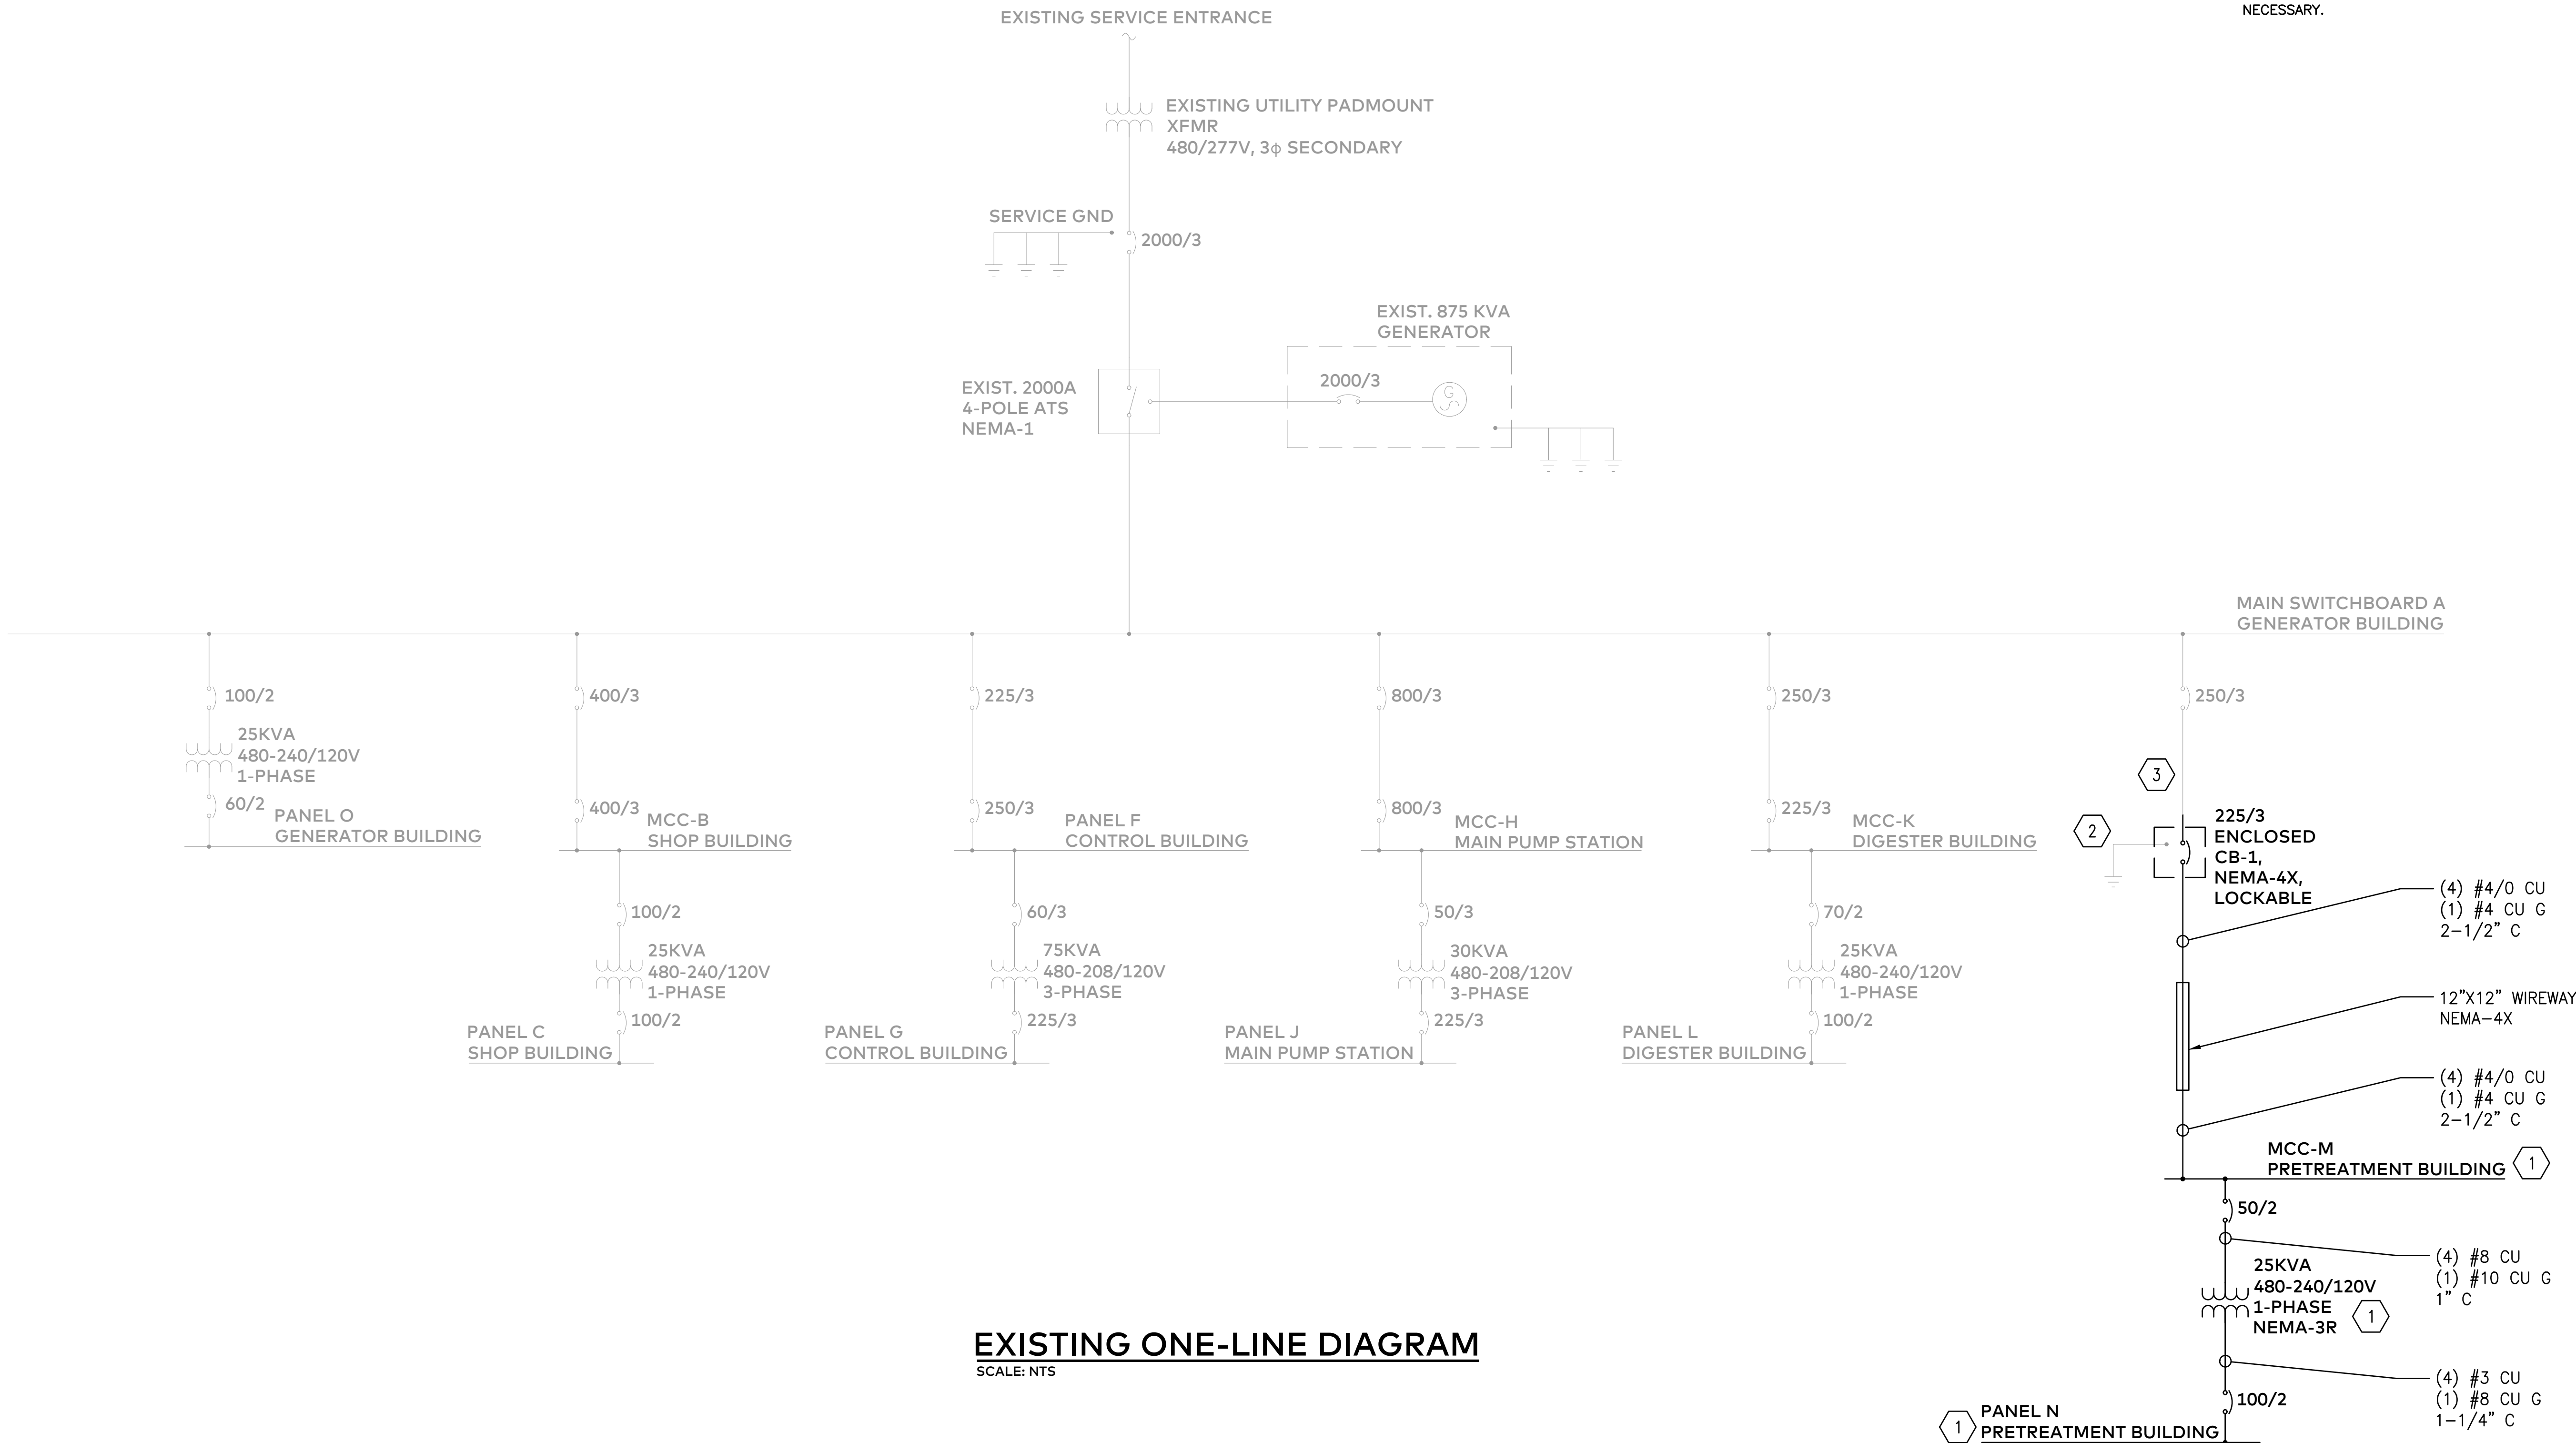 NECESSARY.
EXISTING SERVICE ENTRANCE
EXISTING UTILITY PADMOUNT
XFMR
480/277V, 3ϕ SECONDARY
SERVICE GND
2000/3
EXIST. 875 KVA
GENERATOR
2000/3
G
EXIST. 2000A
4-POLE ATS
NEMA-1
MAIN SWITCHBOARD A
GENERATOR BUILDING
100/2
25KVA
480-240/120V
1-PHASE
60/2
PANEL O
GENERATOR BUILDING
400/3
400/3
MCC-B
SHOP BUILDING
100/2
25KVA
480-240/120V
1-PHASE
100/2
PANEL C
SHOP BUILDING
225/3
250/3
PANEL F
CONTROL BUILDING
60/3
75KVA
480-208/120V
3-PHASE
225/3
PANEL G
CONTROL BUILDING
800/3
800/3
MCC-H
MAIN PUMP STATION
50/3
30KVA
480-208/120V
3-PHASE
225/3
PANEL J
MAIN PUMP STATION
250/3
225/3
MCC-K
DIGESTER BUILDING
70/2
25KVA
480-240/120V
1-PHASE
100/2
PANEL L
DIGESTER BUILDING
250/3
3
2
225/3
ENCLOSED
CB-1,
NEMA-4X,
LOCKABLE
(4) #4/0 CU
(1) #4 CU G
2-1/2" C
12"X12" WIREWAY
NEMA-4X
(4) #4/0 CU
(1) #4 CU G
2-1/2" C
MCC-M
PRETREATMENT BUILDING
1
50/2
(4) #8 CU
(1) #10 CU G
1" C
25KVA
480-240/120V
1-PHASE
NEMA-3R
1
(4) #3 CU
(1) #8 CU G
1-1/4" C
100/2
1
PANEL N
PRETREATMENT BUILDING
EXISTING ONE-LINE DIAGRAM
SCALE: NTS